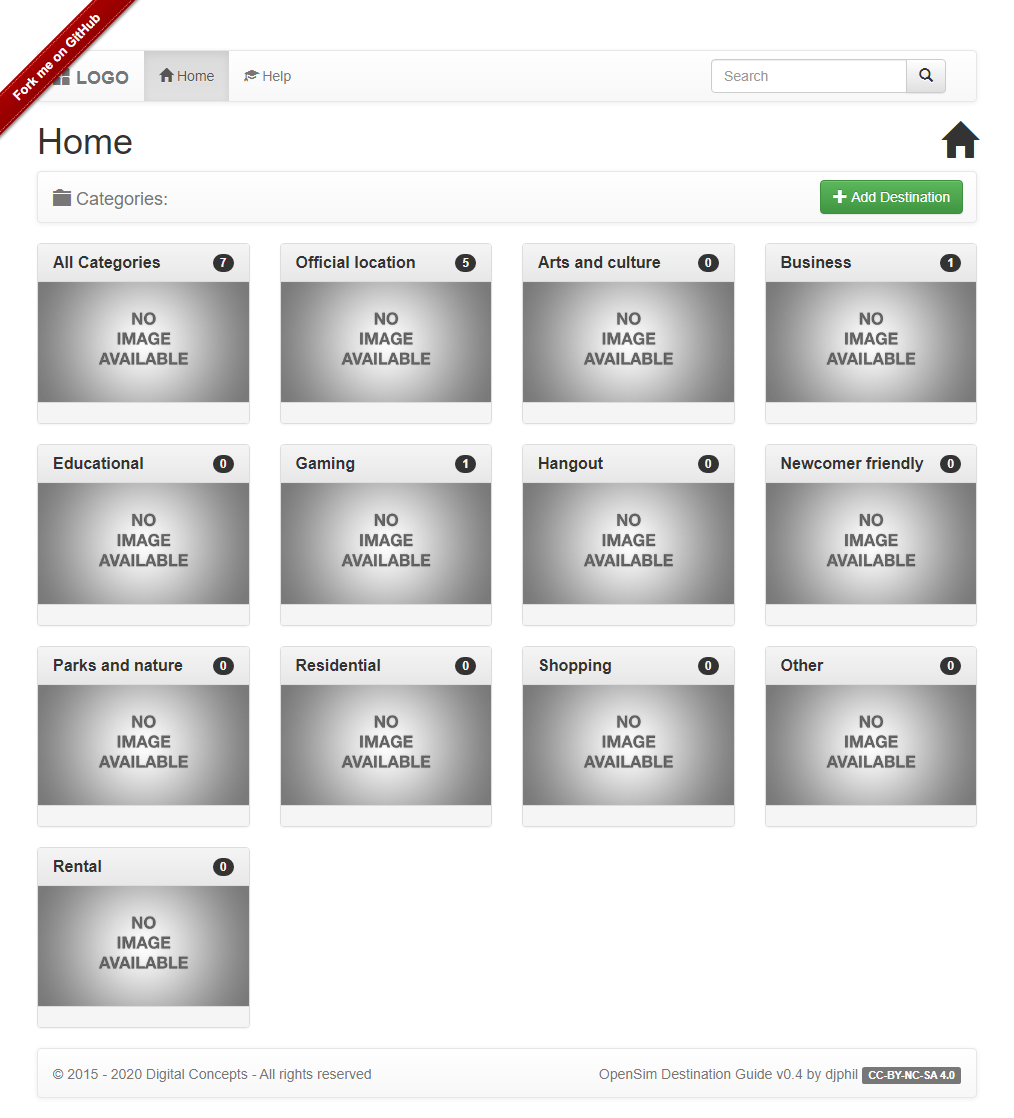 Fork me on GitHub
LOGO Home Help Search
Home
Categories: Add Destination
All Categories 7 Official location 5 Arts and culture 0 Business 1
NO NO NO NO
IMAGE IMAGE IMAGE IMAGE
AVAILABLE AVAILABLE AVAILABLE AVAILABLE
Educational 0 Gaming 1 Hangout 0 Newcomer friendly 0
NO NO NO NO
IMAGE IMAGE IMAGE IMAGE
AVAILABLE AVAILABLE AVAILABLE AVAILABLE
Parks and nature 0 Residential 0 Shopping 0 Other 0
NO NO NO NO
IMAGE IMAGE IMAGE IMAGE
AVAILABLE AVAILABLE AVAILABLE AVAILABLE
Rental 0
NO
IMAGE
AVAILABLE
© 2015 - 2020 Digital Concepts - All rights reserved OpenSim Destination Guide v0.4 by djphil CC-BY-NC-SA 4.0